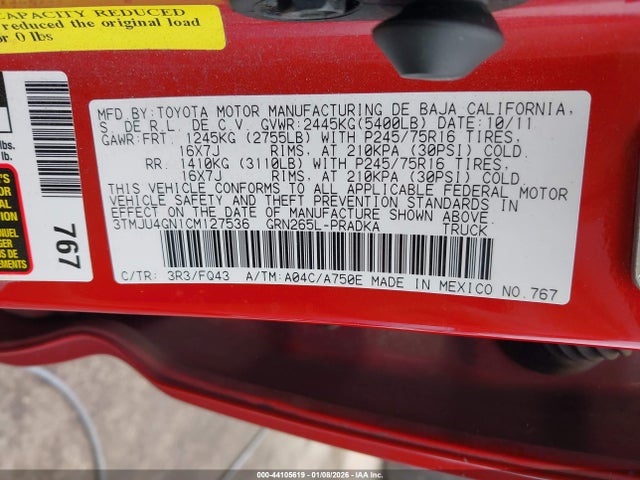 CAPACITY REDUCED
reduced the original load
or 0 lbs
lbs.
lb.
767
MFD.BY:TOYOTA MOTOR MANUFACTURING DE BAJA CALIFORNIA,
S. DE R.L. DE C.V. GVWR:2445KG(5400LB) DATE:10/11
GAWR:FRT. 1245KG (2755LB) WITH P245/75R16 TIRES,
16X7J RIMS, AT 210KPA (30PSI) COLD.
RR. 1410KG (3110LB) WITH P245/75R16 TIRES,
16X7J RIMS, AT 210KPA (30PSI) COLD.
THIS VEHICLE CONFORMS TO ALL APPLICABLE FEDERAL MOTOR
VEHICLE SAFETY AND THEFT PREVENTION STANDARDS IN
EFFECT ON THE DATE OF MANUFACTURE SHOWN ABOVE.
3TMJU4GN1CM127536 GRN265L-PRADKA TRUCK
C/TR: 3R3/FQ43 A/TM:A04C/A750E MADE IN MEXICO NO.767
000-44105619 - 01/08/2026 - IAA Inc.